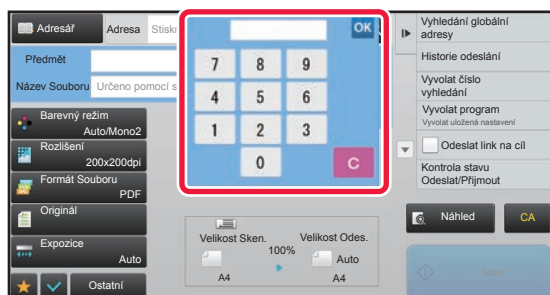 Adresář
Adresa
OK
Předmět
Název Souboru
Určeno pomocí s
7 8 9
4 5 6
1 2 3
0 C
Barevný režim
Auto/Mono2
Rozlišení
200x200dpi
Formát Souboru
PDF
Originál
Expozice
Auto
Ostatní
Velikost Sken.
100%
Velikost Odes.
Auto
A4
A4
Vyhledání globální
adresy
Historie odeslání
Vyvolat číslo
vyhledání
Vyvolat program
Vyvolat uložená nastavení
Odeslat link na cíl
Kontrola stavu
Odeslat/Přijmout
Náhled
CA